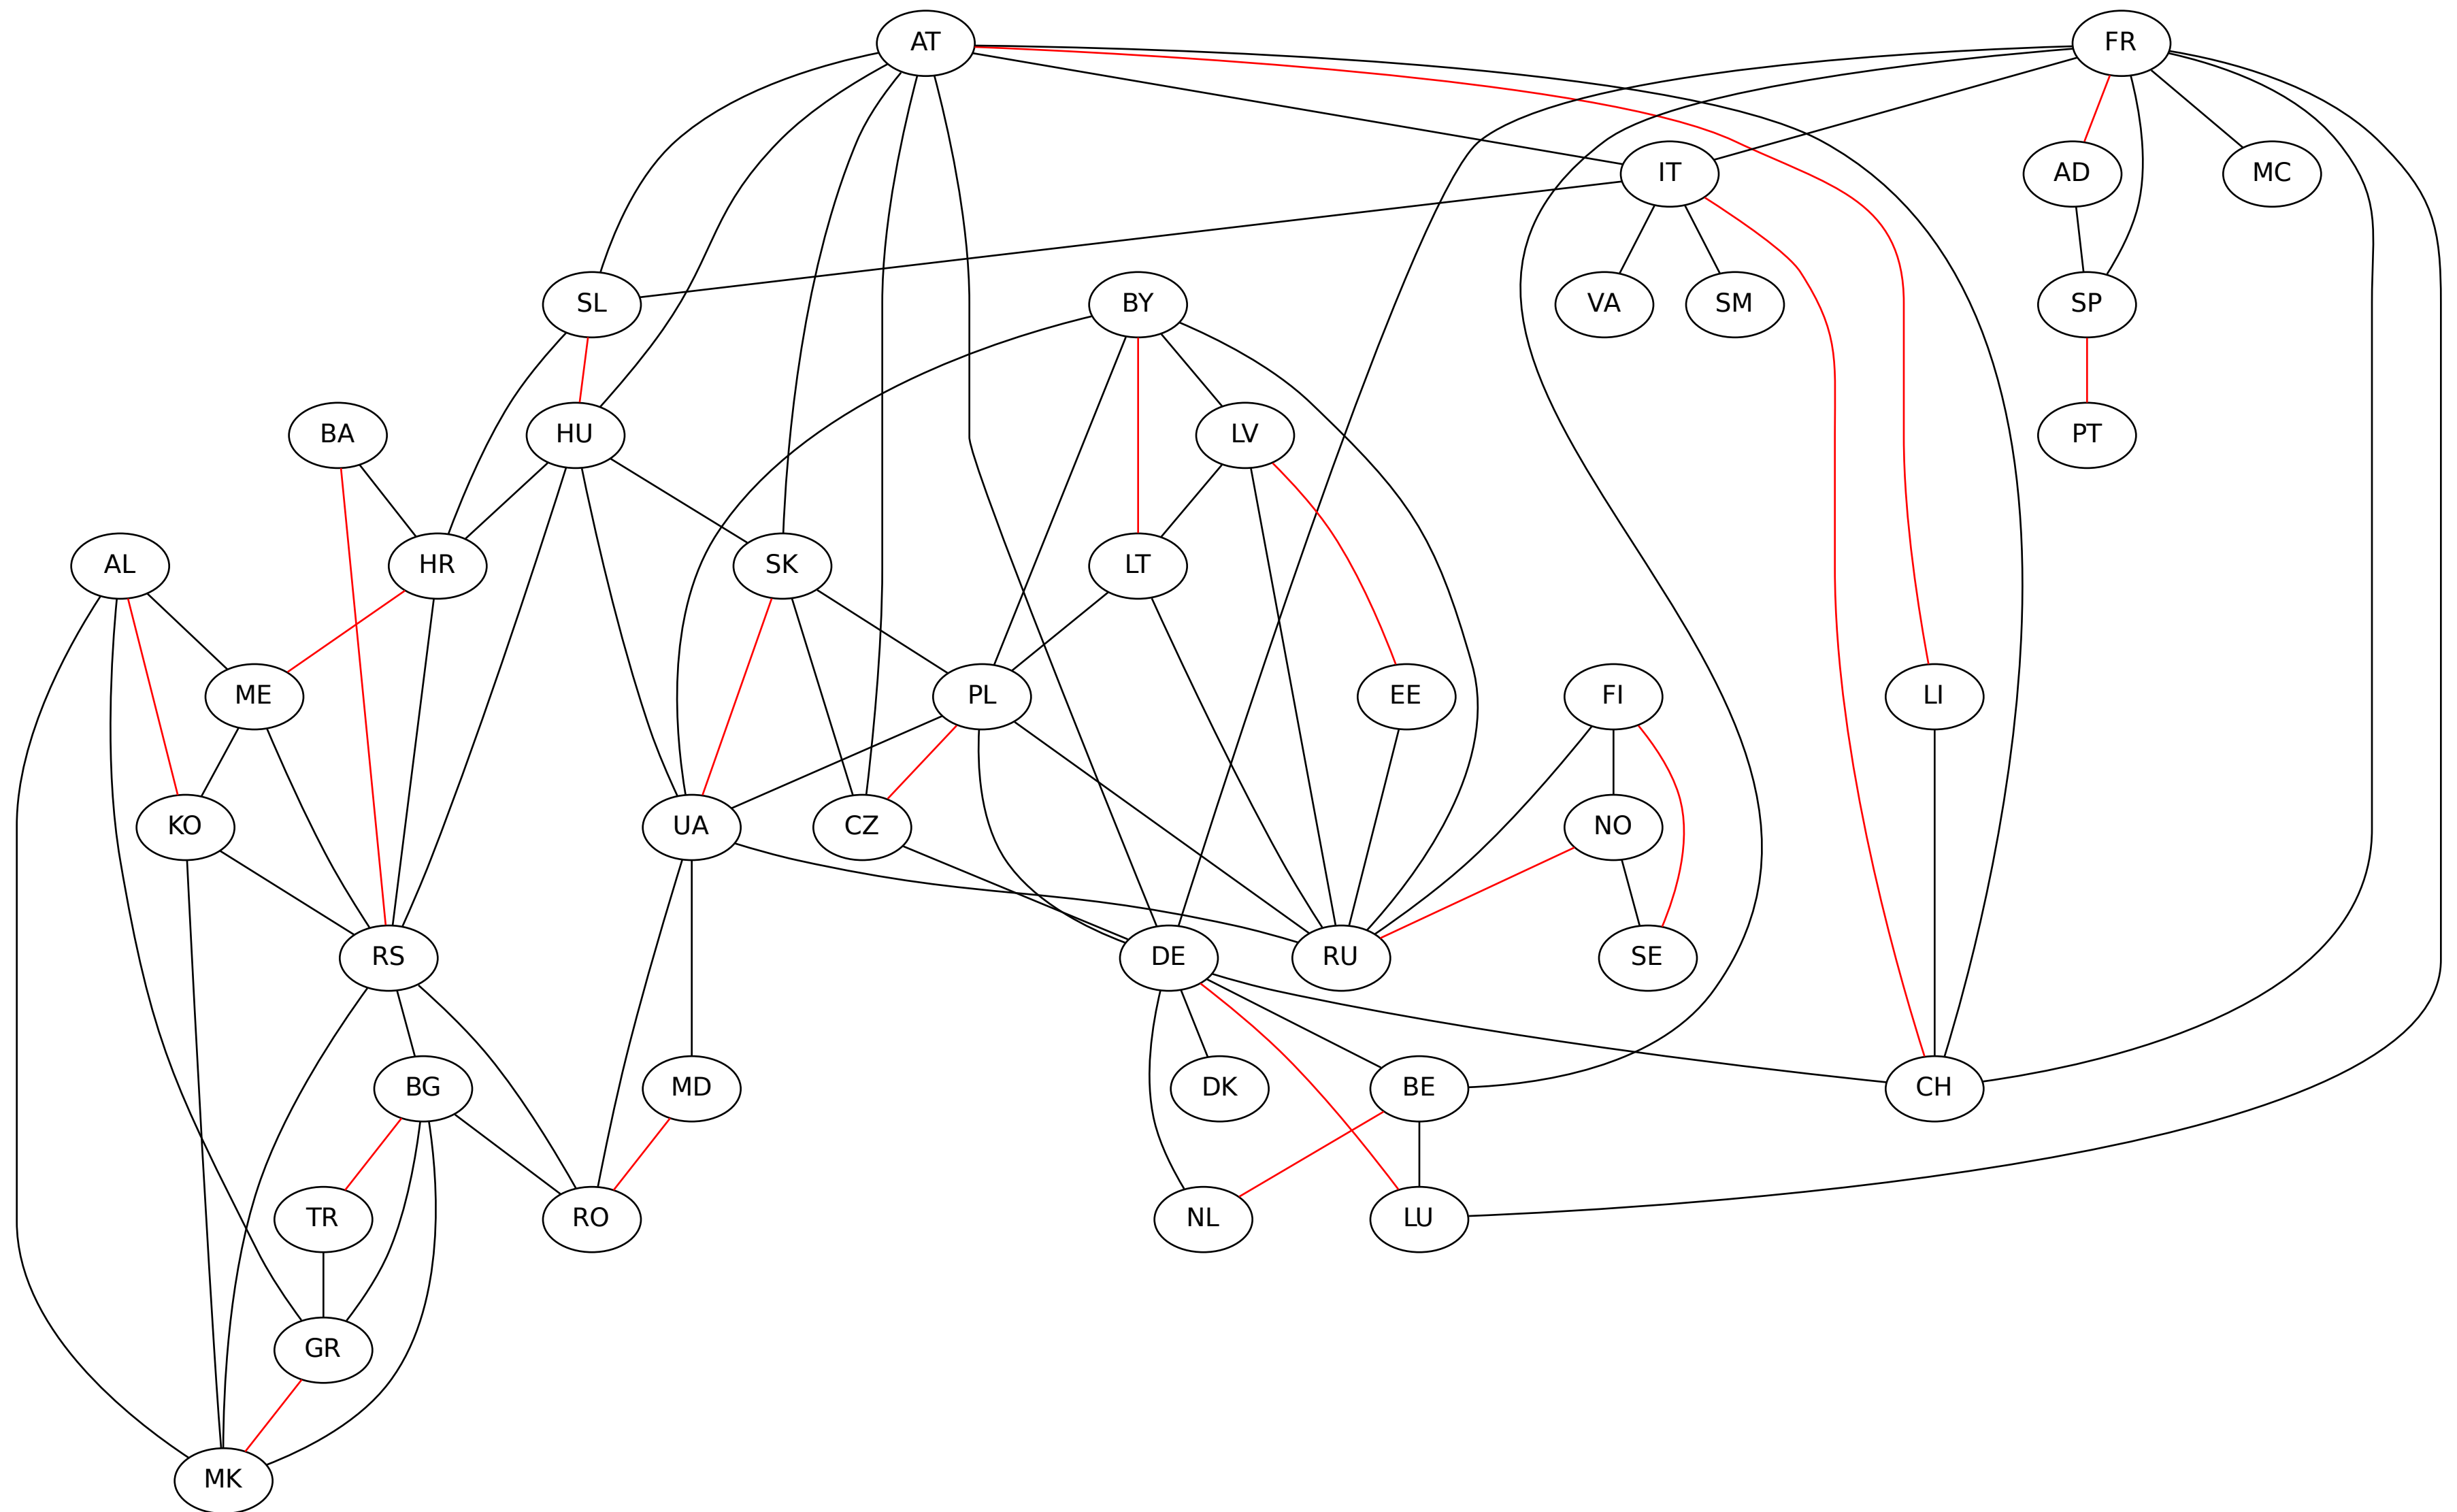 AT
FR
IT
AD
MC
SL
BY
VA
SM
SP
BA
HU
LV
PT
AL
HR
SK
LT
ME
PL
EE
FI
LI
KO
UA
CZ
NO
RS
DE
RU
SE
BG
MD
DK
BE
CH
TR
RO
NL
LU
GR
MK